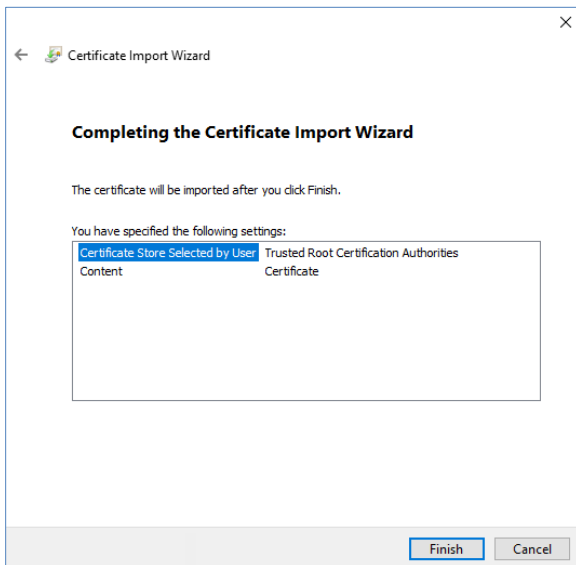 Certificate Import Wizard
Completing the Certificate Import Wizard
The certificate will be imported after you click Finish.
You have specified the following settings:
Certificate Store Selected by User Trusted Root Certification Authorities
Content Certificate
Finish Cancel